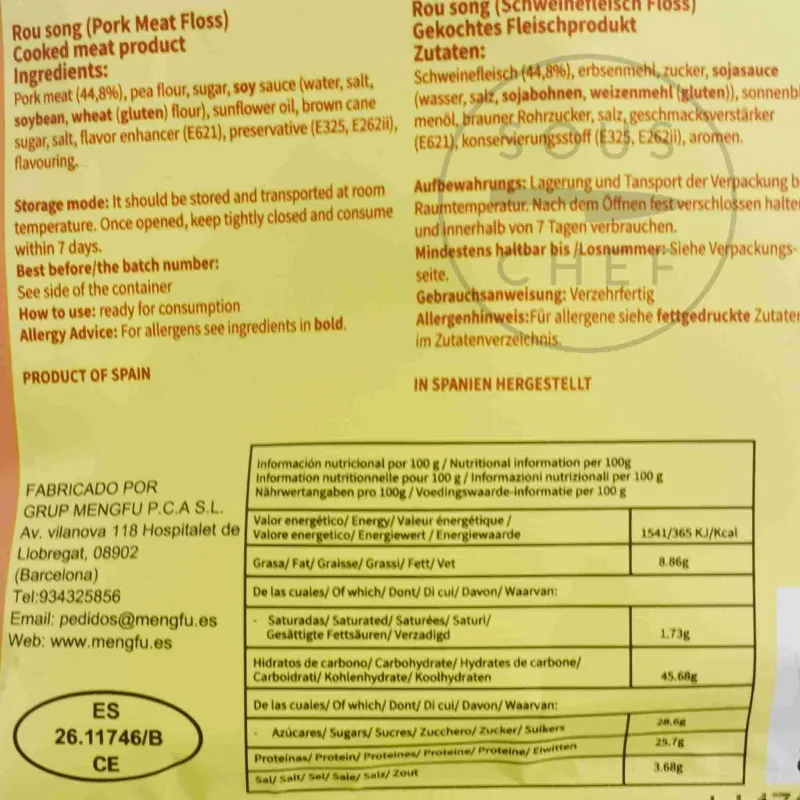 Rou song (Pork Meat Floss)
Cooked meat product
Ingredients:
Pork meat (44,8%), pea flour, sugar, soy sauce (water, salt,
soybean, wheat (gluten) flour), sunflower oil, brown cane
sugar, salt, flavor enhancer (E621), preservative (E325, E262ii),
flavouring.
Storage mode: It should be stored and transported at room
temperature. Once opened, keep tightly closed and consume
within 7 days.
Best before/the batch number:
See side of the container
How to use: ready for consumption
Allergy Advice: For allergens see ingredients in bold.
PRODUCT OF SPAIN
Rou song (Schweinefleisch Floss)
Gekochtes Fleischprodukt
Zutaten:
Schweinefleisch (44,8%), erbsenmehl, zucker, sojasauce
(wasser, salz, sojabohnen, weizenmehl (gluten)), sonnenbl
menöl, brauner Rohrzucker, salz, geschmacksverstärker
(E621), konservierungsstoff (E325, E262ii), aromen.
Aufbewahrungs: Lagerung und Tansport der Verpackung b
Raumtemperatur. Nach dem Öffnen fest verschlossen halten
und innerhalb von 7 Tagen verbrauchen.
Mindestens haltbar bis /Losnummer: Siehe Verpackungs-
seite.
Gebrauchsanweisung: Verzehrfertig
Allergenhinweis:Für allergene siehe fettgedruckte Zutaten
im Zutatenverzeichnis.
IN SPANIEN HERGESTELLT
SOUS
CHEF
FABRICADO POR
GRUP MENGFU P.C.A S.L.
Av. vilanova 118 Hospitalet de
Llobregat, 08902
(Barcelona)
Tel:934325856
Email: pedidos@mengfu.es
Web: www.mengfu.es
ES
26.11746/B
CE
Información nutricional por 100 g / Nutritional information per 100g
Information nutritionnelle pour 100 g / Informazioni nutrizionali per 100 g
Nährwertangaben pro 100g / Voedingswaarde-informatie per 100 g
Valor energético/ Energy/ Valeur énergétique /
Valore energetico/ Energiewert / Energiewaarde
1541/365 KJ/Kcal
Grasa/ Fat/ Graisse/ Grassi/ Fett/ Vet
8.86g
De las cuales/ Of which/ Dont/ Di cui/ Davon/ Waarvan:
- Saturadas/ Saturated/ Saturées/ Saturi/
Gesättigte Fettsäuren/ Verzadigd
1.73g
Hidratos de carbono/ Carbohydrate/ Hydrates de carbone/
Carboidrati/ Kohlenhydrate/ Koolhydraten
45.68g
De las cuales/ Of which/ Dont/ Di cui/ Davon/ Waarvan:
- Azúcares/ Sugars/ Sucres/ Zucchero/ Zucker/ Suikers
28.6g
Proteinas/ Protein/ Proteines/ Proteine/ Proteine/ Eiwitten
25.7g
Sal/ Salt/ Sel/ Sale/ Salz/ Zout
3.68g